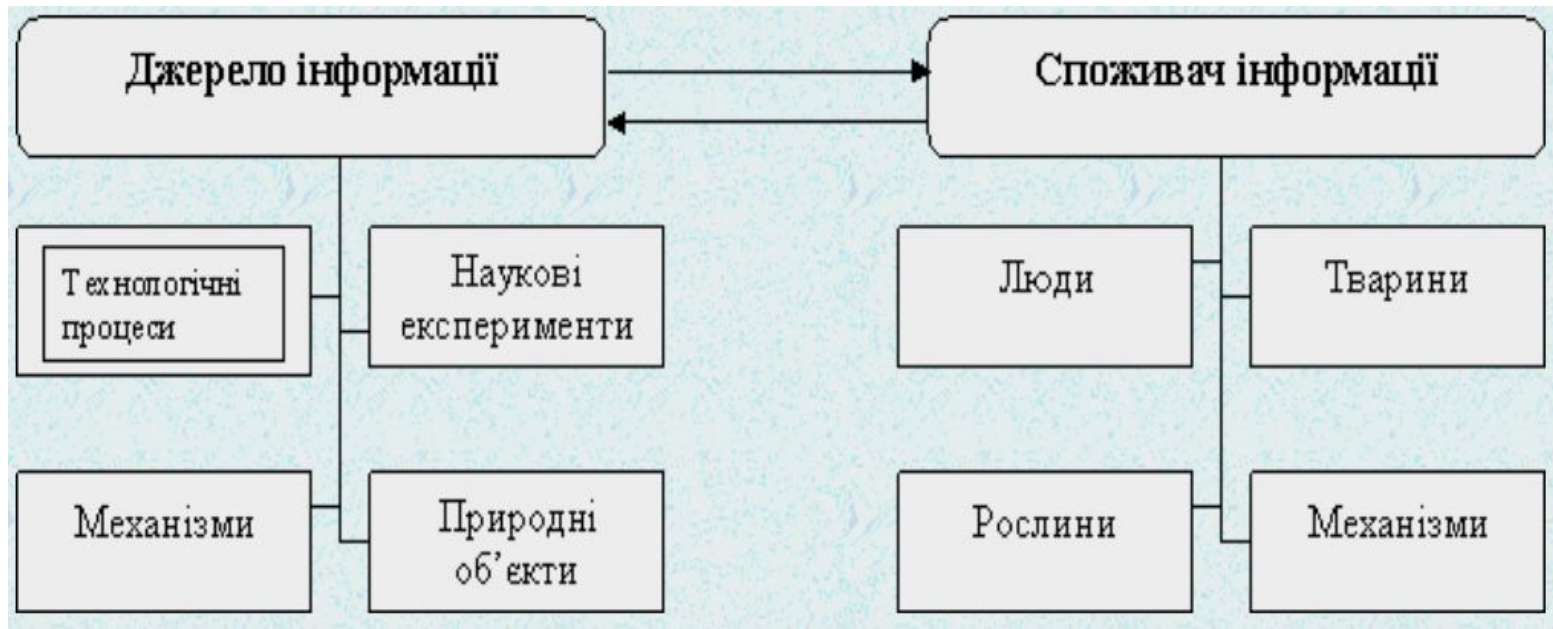 Джерело інформації
Споживач інформації
Технологічні
процеси
Наукові
експерименти
Люди
Тварини
Механізми
Природні
об’єкти
Рослини
Механізми